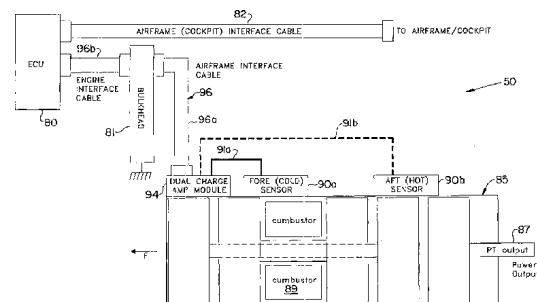 82
AIRFRAME (COCKPIT) INTERFACE CABLE
TO AIRFRAME/COCKPIT
96b
ECU
ENGINE
INTERFACE
CABLE
80
BULKHEAD
81
AIRFRAME INTERFACE
CABLE
96
96a
50
91b
91a
94
DUAL CHARGE
AMP MODULE
FORE (COLD)
SENSOR
90a
AFT (HOT)
SENSOR
90b
85
cumbustor
87
PT output
Power
Outpu
F
cumbustor
89